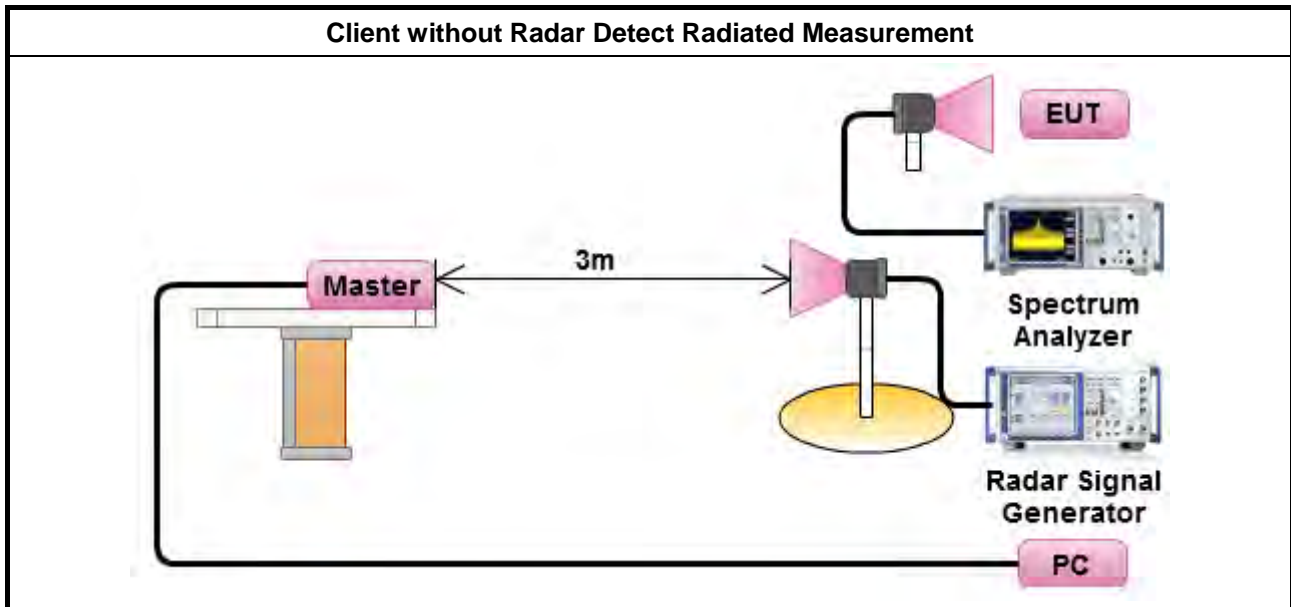 Client without Radar Detect Radiated Measurement
EUT
3m
Master
Spectrum
Analyzer
Radar Signal
Generator
PC